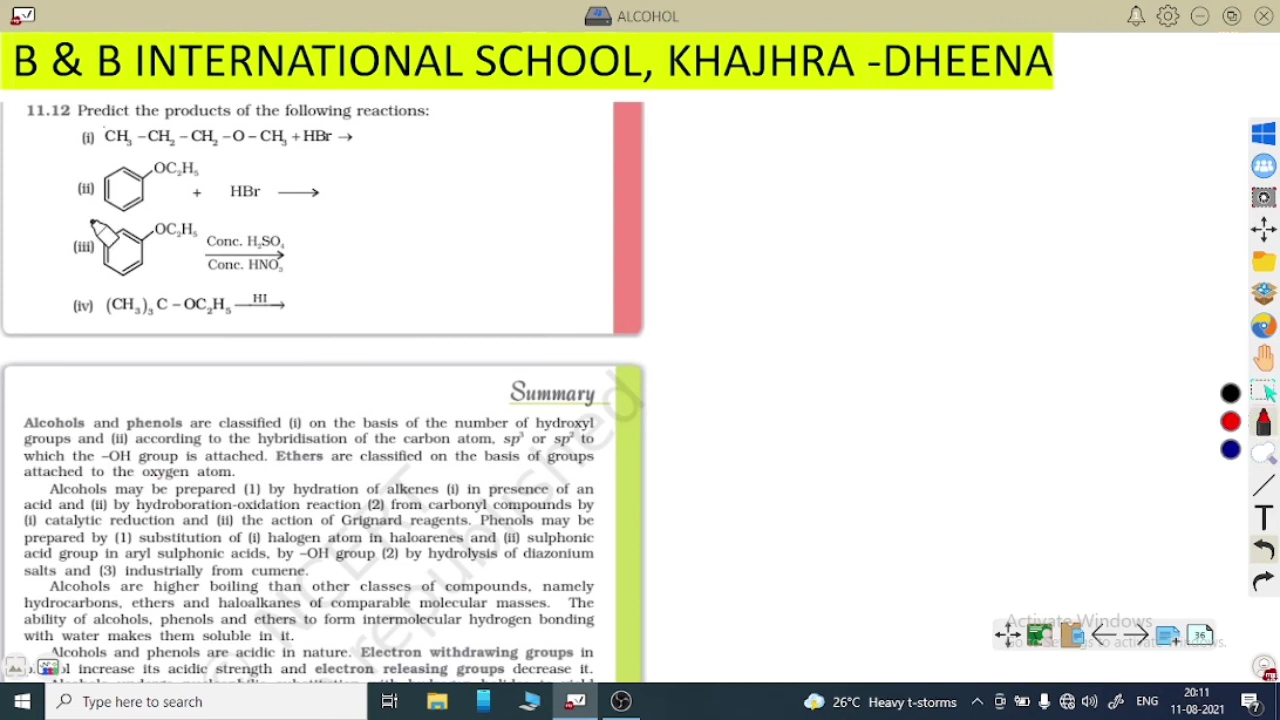 ALCOHOL
B & B INTERNATIONAL SCHOOL, KHAJHRA -DHEENA
11.12 Predict the products of the following reactions:
(i) CH₃ – CH₂ – CH₂ – O – CH₃ + HBr →
(ii) OC₂H₅ + HBr ⟶
(iii) OC₂H₅ Conc. H₂SO₄
Conc. HNO₃
(iv) (CH₃)₃ C – OC₂H₅ HI →
Summary
Alcohols and phenols are classified (i) on the basis of the number of hydroxyl
groups and (ii) according to the hybridisation of the carbon atom, sp³ or sp² to
which the –OH group is attached. Ethers are classified on the basis of groups
attached to the oxygen atom.
Alcohols may be prepared (1) by hydration of alkenes (i) in presence of an
acid and (ii) by hydroboration-oxidation reaction (2) from carbonyl compounds by
(i) catalytic reduction and (ii) the action of Grignard reagents. Phenols may be
prepared by (1) substitution of (i) halogen atom in haloarenes and (ii) sulphonic
acid group in aryl sulphonic acids, by –OH group (2) by hydrolysis of diazonium
salts and (3) industrially from cumene.
Alcohols are higher boiling than other classes of compounds, namely
hydrocarbons, ethers and haloalkanes of comparable molecular masses. The
ability of alcohols, phenols and ethers to form intermolecular hydrogen bonding
with water makes them soluble in it.
Alcohols and phenols are acidic in nature. Electron withdrawing groups in
increase its acidic strength and electron releasing groups decrease it.
© NCERT
republished
Activate Windows
to activate Windows.
36
T
Type here to search
26°C Heavy t-storms
ENG
20:11
11-08-2021
7